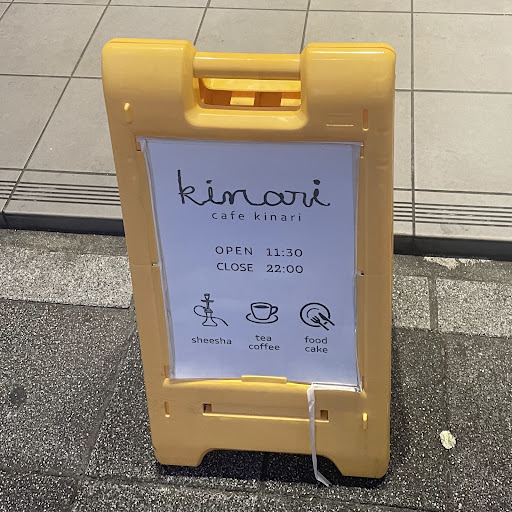 kinari
cafe kinari
OPEN 11:30
CLOSE 22:00
sheesha
tea
coffee
food
cake